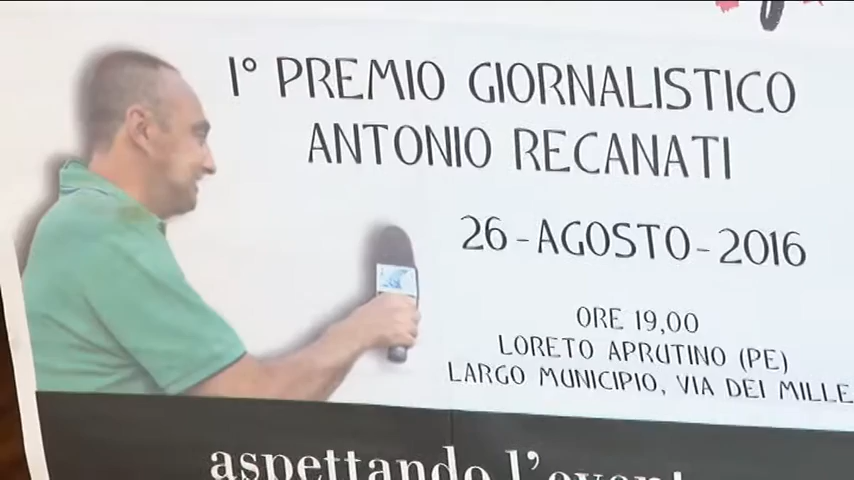 1° PREMIO GIORNALISTICO
ANTONIO RECANATI
26-AGOSTO-2016
ORE 19,00
LORETO APRUTINO (PE)
LARGO MUNICIPIO, VIA DEI MILLE
aspettando